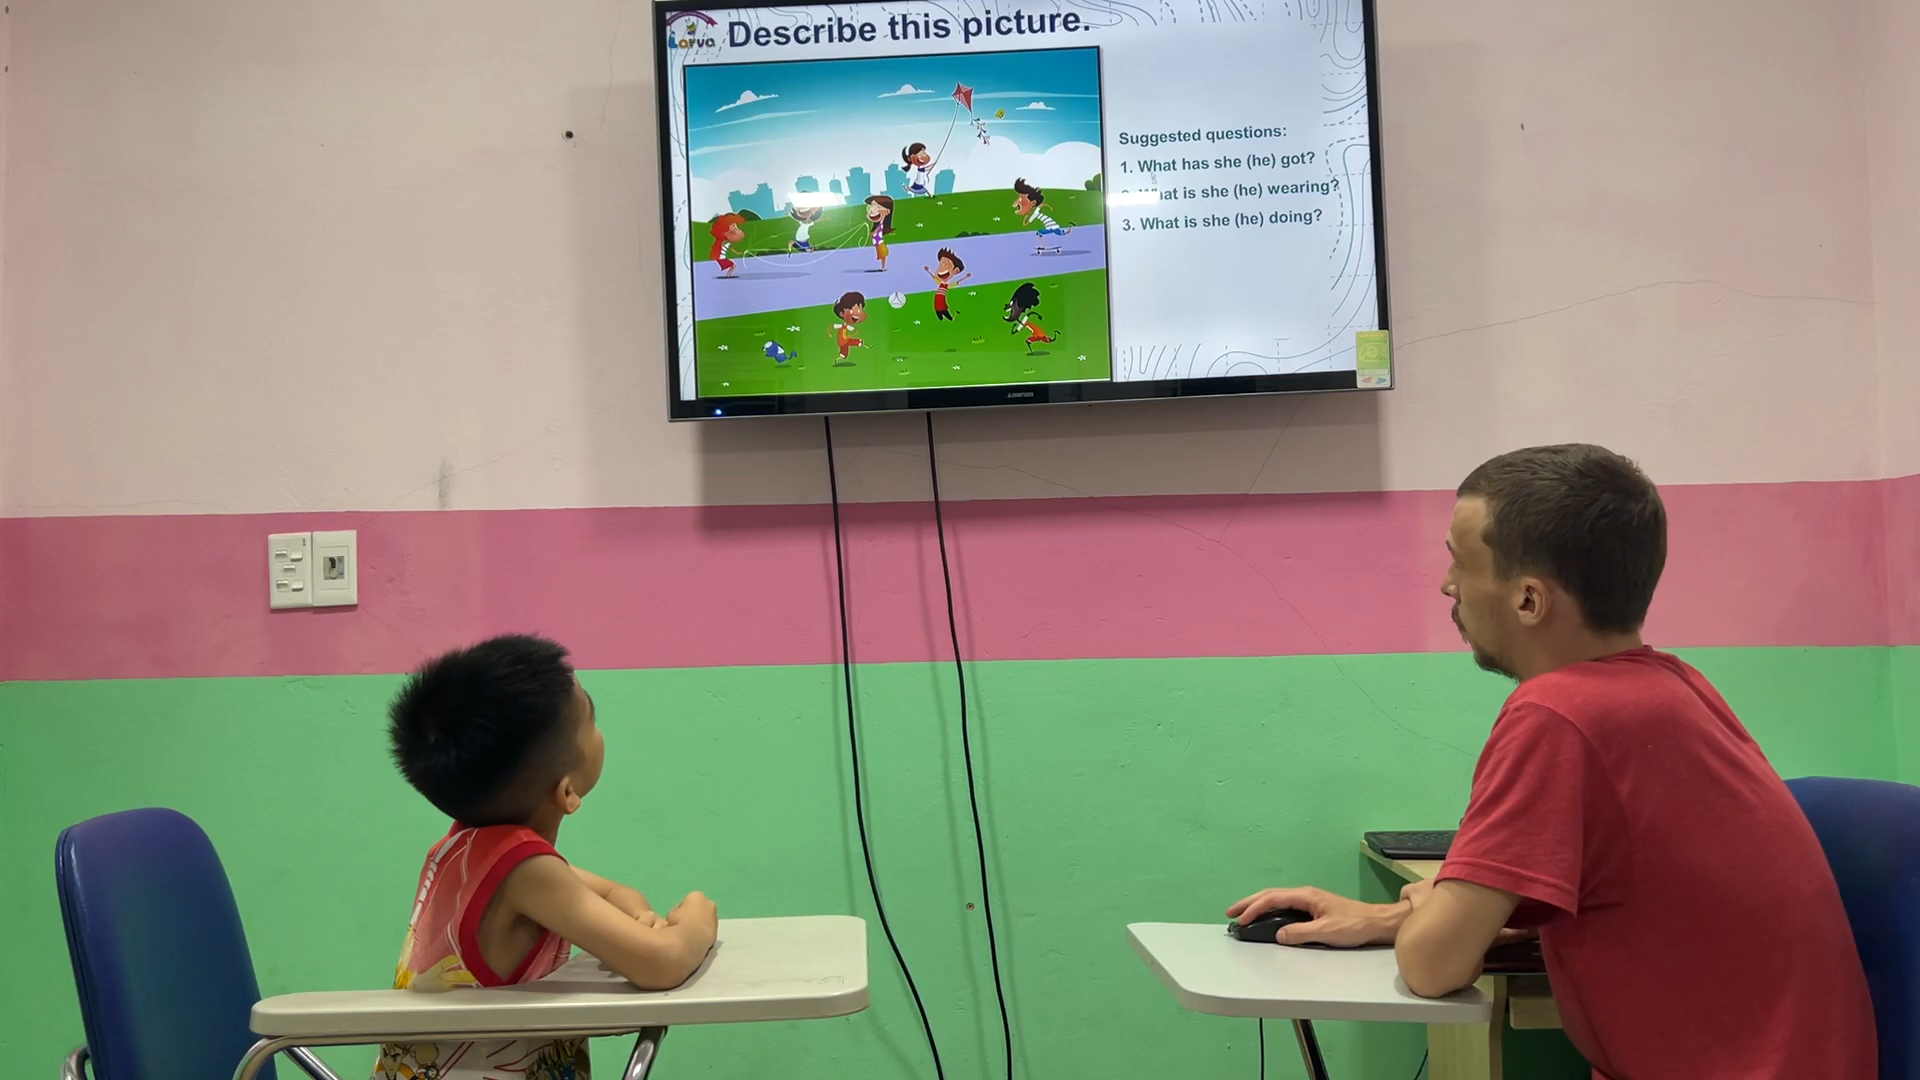 Larva
Describe this picture.
Suggested questions:
1. What has she (he) got?
What is she (he) wearing?
3. What is she (he) doing?